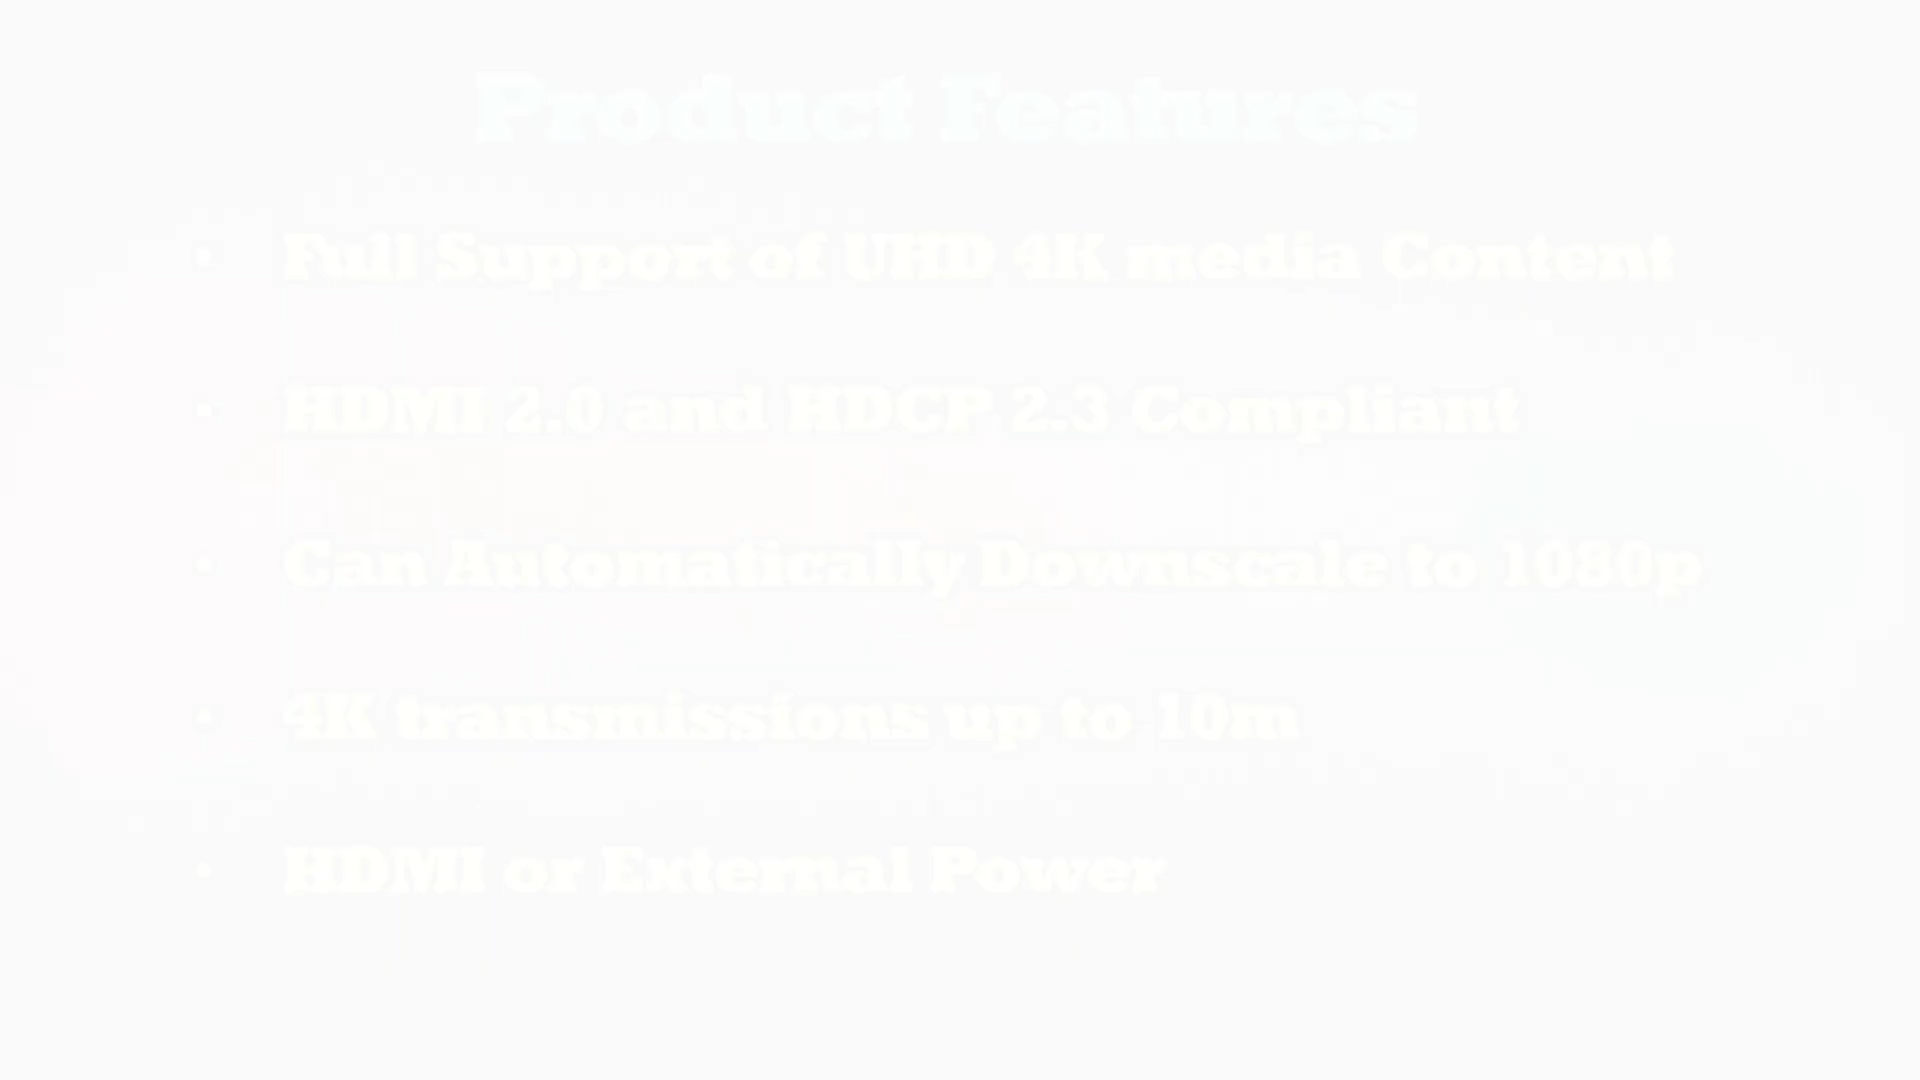 Product Features
• Full Support of UHD 4K media Content
• HDMI 2.0 and HDCP 2.3 Compliant
• Can Automatically Downscale to 1080p
• 4K transmissions up to 10m
• HDMI or External Power